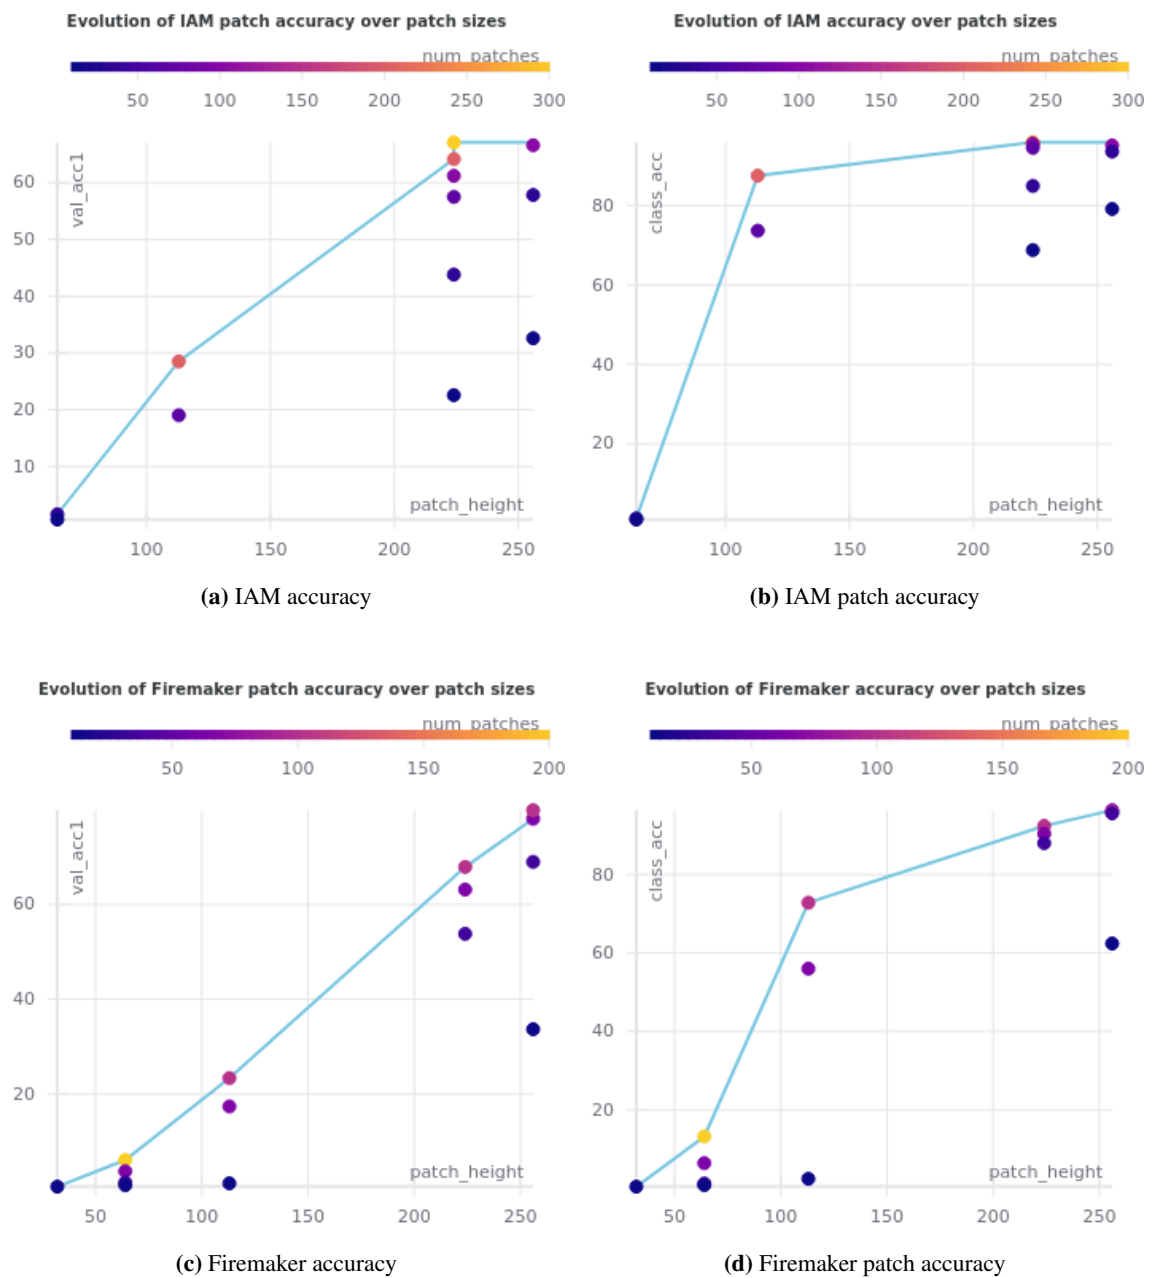 Evolution of IAM patch accuracy over patch sizes
num_patches
50 100 150 200 250 300
val_acc1
60
50
40
30
20
10
patch_height
100 150 200 250
(a) IAM accuracy
Evolution of IAM accuracy over patch sizes
num_patches
50 100 150 200 250 300
class_acc
80
60
40
20
patch_height
100 150 200 250
(b) IAM patch accuracy
Evolution of Firemaker patch accuracy over patch sizes
num_patches
50 100 150 200
val_acc1
60
40
20
patch_height
50 100 150 200 250
(c) Firemaker accuracy
Evolution of Firemaker accuracy over patch sizes
num_patches
50 100 150 200
class_acc
80
60
40
20
patch_height
50 100 150 200 250
(d) Firemaker patch accuracy